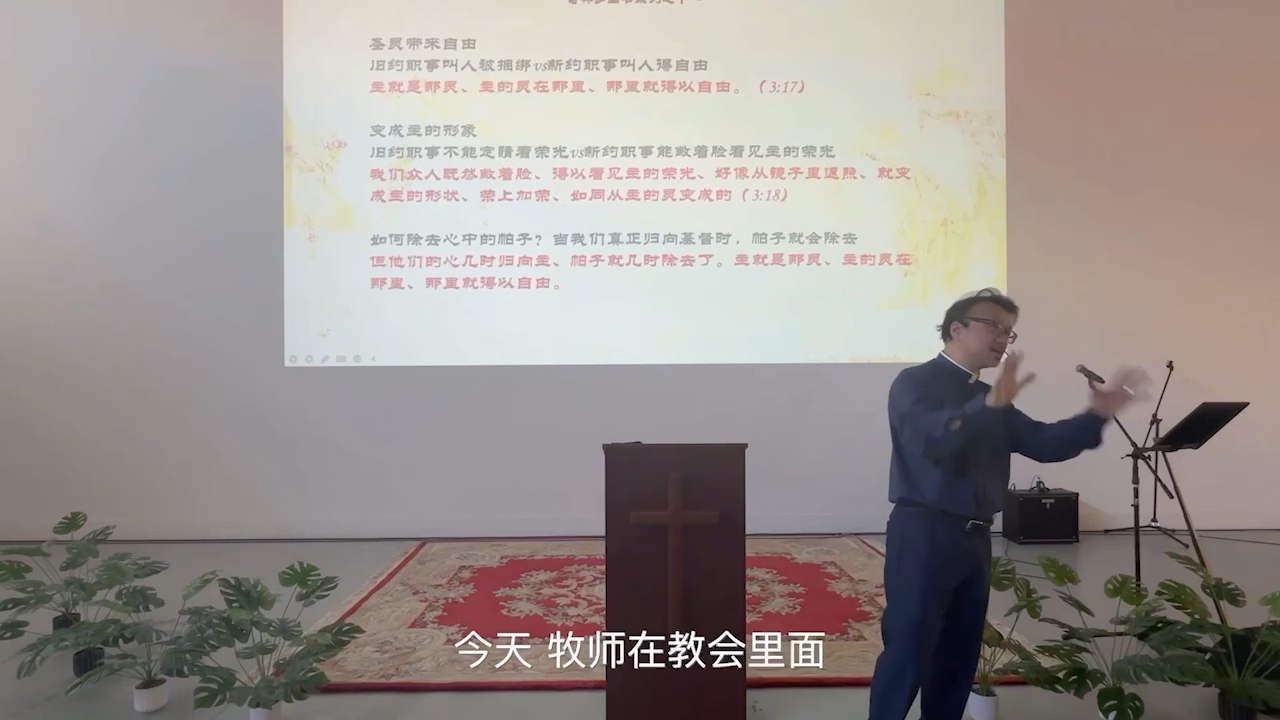 圣灵带来自由
旧约职事叫人被捆绑vs新约职事叫人得自由
主就是那灵、主的灵在那里、那里就得以自由。（3:17）
变成主的形象
旧约职事不能定睛看荣光vs新约职事能敞着脸看见主的荣光
我们众人既然敞着脸、得以看见主的荣光、好像从镜子里返照、就变
成主的形状、荣上加荣、如同从主的灵变成的（3:18）
如何除去心中的帕子？当我们真正归向基督时，帕子就会除去
但他们的心几时归向主、帕子就几时除去了。主就是那灵、主的灵在
那里、那里就得以自由。
今天 牧师在教会里面